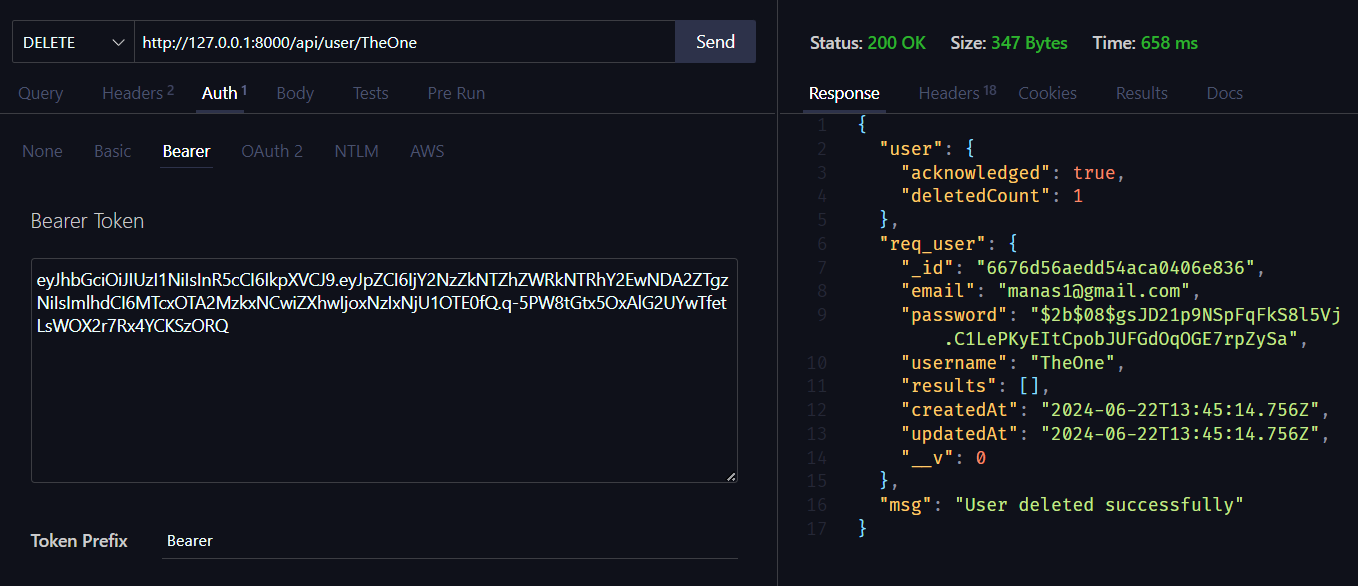 DELETE http://127.0.0.1:8000/api/user/TheOne Send
Query Headers 2 Auth 1 Body Tests Pre Run
None Basic Bearer OAuth 2 NTLM AWS
Bearer Token
eyJhbGciOiJIUzI1NiIsInR5cCI6IkpXVCJ9.eyJpZCI6IjY2NzZkNTZhZWRkNTRhY2EwNDA2ZTgz
NiIsImlhdCI6MTcxOTA2MzkxNCwiZXhwIjoxNzIxNjU1OTE0fQ.q-5PW8tGtx5OxAlG2UYwTfet
LsWOX2r7Rx4YCKSzORQ
Token Prefix Bearer
Status: 200 OK Size: 347 Bytes Time: 658 ms
Response Headers 18 Cookies Results Docs
1 {
2 "user": {
3 "acknowledged": true,
4 "deletedCount": 1
5 },
6 "req_user": {
7 "_id": "6676d56aedd54aca0406e836",
8 "email": "manas1@gmail.com",
9 "password": "$2b$08$gsJD21p9NSpFqFkS8l5Vj
.C1LePKyEItCpobJUFGdOqOGE7rpZySa",
10 "username": "TheOne",
11 "results": [],
12 "createdAt": "2024-06-22T13:45:14.756Z",
13 "updatedAt": "2024-06-22T13:45:14.756Z",
14 "__v": 0
15 },
16 "msg": "User deleted successfully"
17 }